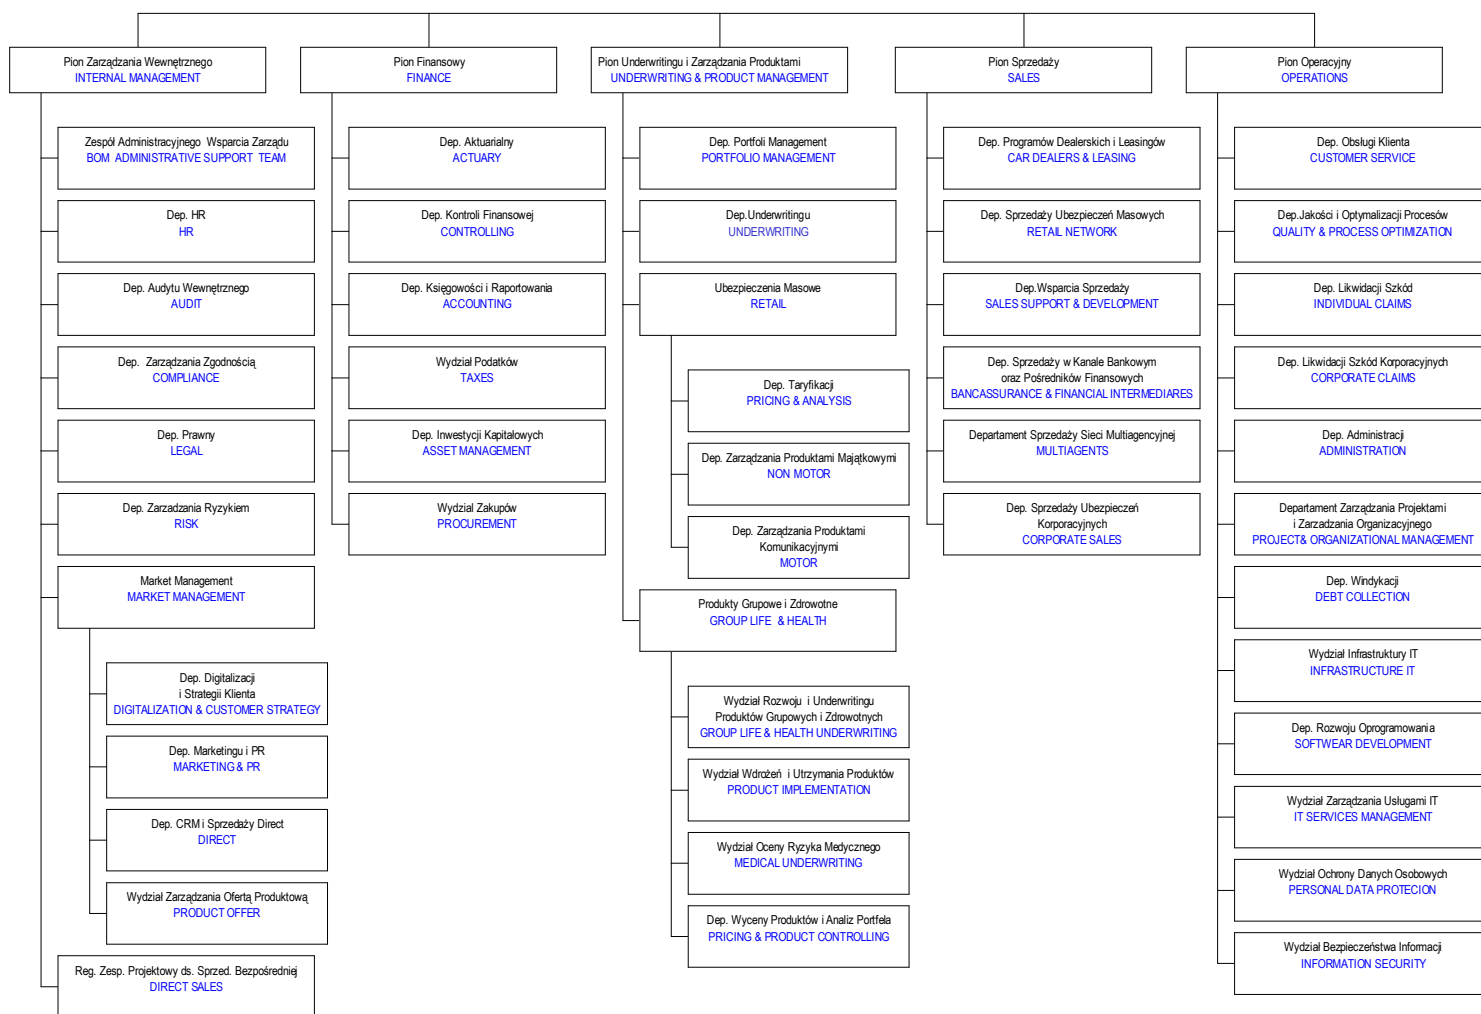 Pion Zarządzania Wewnętrznego
INTERNAL MANAGEMENT
Zespół Administracyjnego Wsparcia Zarządu
BOM ADMINISTRATIVE SUPPORT TEAM
Dep. HR
HR
Dep. Audytu Wewnętrznego
AUDIT
Dep. Zarządzania Zgodnością
COMPLIANCE
Dep. Prawny
LEGAL
Dep. Zarzadzania Ryzykiem
RISK
Market Management
MARKET MANAGEMENT
Dep. Digitalizacji
i Strategii Klienta
DIGITALIZATION & CUSTOMER STRATEGY
Dep. Marketingu i PR
MARKETING & PR
Dep. CRM i Sprzedaży Direct
DIRECT
Wydział Zarządzania Ofertą Produktową
PRODUCT OFFER
Reg. Zesp. Projektowy ds. Sprzed. Bezpośredniej
DIRECT SALES
Pion Finansowy
FINANCE
Dep. Aktuarialny
ACTUARY
Dep. Kontroli Finansowej
CONTROLLING
Dep. Księgowości i Raportowania
ACCOUNTING
Wydział Podatków
TAXES
Dep. Inwestycji Kapitałowych
ASSET MANAGEMENT
Wydzial Zakupów
PROCUREMENT
Pion Underwritingu i Zarządzania Produktami
UNDERWRITING & PRODUCT MANAGEMENT
Dep. Portfoli Management
PORTFOLIO MANAGEMENT
Dep.Underwritingu
UNDERWRITING
Ubezpieczenia Masowe
RETAIL
Dep. Taryfikacji
PRICING & ANALYSIS
Dep. Zarządzania Produktami Majątkowymi
NON MOTOR
Dep. Zarządzania Produktami
Komunikacyjnymi
MOTOR
Produkty Grupowe i Zdrowotne
GROUP LIFE & HEALTH
Wydział Rozwoju i Underwritingu
Produktów Grupowych i Zdrowotnych
GROUP LIFE & HEALTH UNDERWRITING
Wydział Wdrożeń i Utrzymania Produktów
PRODUCT IMPLEMENTATION
Wydział Oceny Ryzyka Medycznego
MEDICAL UNDERWRITING
Dep. Wyceny Produktów i Analiz Portfela
PRICING & PRODUCT CONTROLLING
Pion Sprzedaży
SALES
Dep. Programów Dealerskich i Leasingów
CAR DEALERS & LEASING
Dep. Sprzedaży Ubezpieczeń Masowych
RETAIL NETWORK
Dep.Wsparcia Sprzedaży
SALES SUPPORT & DEVELOPMENT
Dep. Sprzedaży w Kanale Bankowym
oraz Pośredników Finansowych
BANCASSURANCE & FINANCIAL INTERMEDIARES
Departament Sprzedaży Sieci Multiagencyjnej
MULTIAGENTS
Dep. Sprzedaży Ubezpieczeń
Korporacyjnych
CORPORATE SALES
Pion Operacyjny
OPERATIONS
Dep. Obsługi Klienta
CUSTOMER SERVICE
Dep.Jakości i Optymalizacji Procesów
QUALITY & PROCESS OPTIMIZATION
Dep. Likwidacji Szkód
INDIVIDUAL CLAIMS
Dep. Likwidacji Szkód Korporacyjnych
CORPORATE CLAIMS
Dep. Administracji
ADMINISTRATION
Departament Zarządzania Projektami
i Zarzadzania Organizacyjnego
PROJECT& ORGANIZATIONAL MANAGEMENT
Dep. Windykacji
DEBT COLLECTION
Wydział Infrastruktury IT
INFRASTRUCTURE IT
Dep. Rozwoju Oprogramowania
SOFTWEAR DEVELOPMENT
Wydział Zarządzania Usługami IT
IT SERVICES MANAGEMENT
Wydział Ochrony Danych Osobowych
PERSONAL DATA PROTECION
Wydział Bezpieczeństwa Informacji
INFORMATION SECURITY